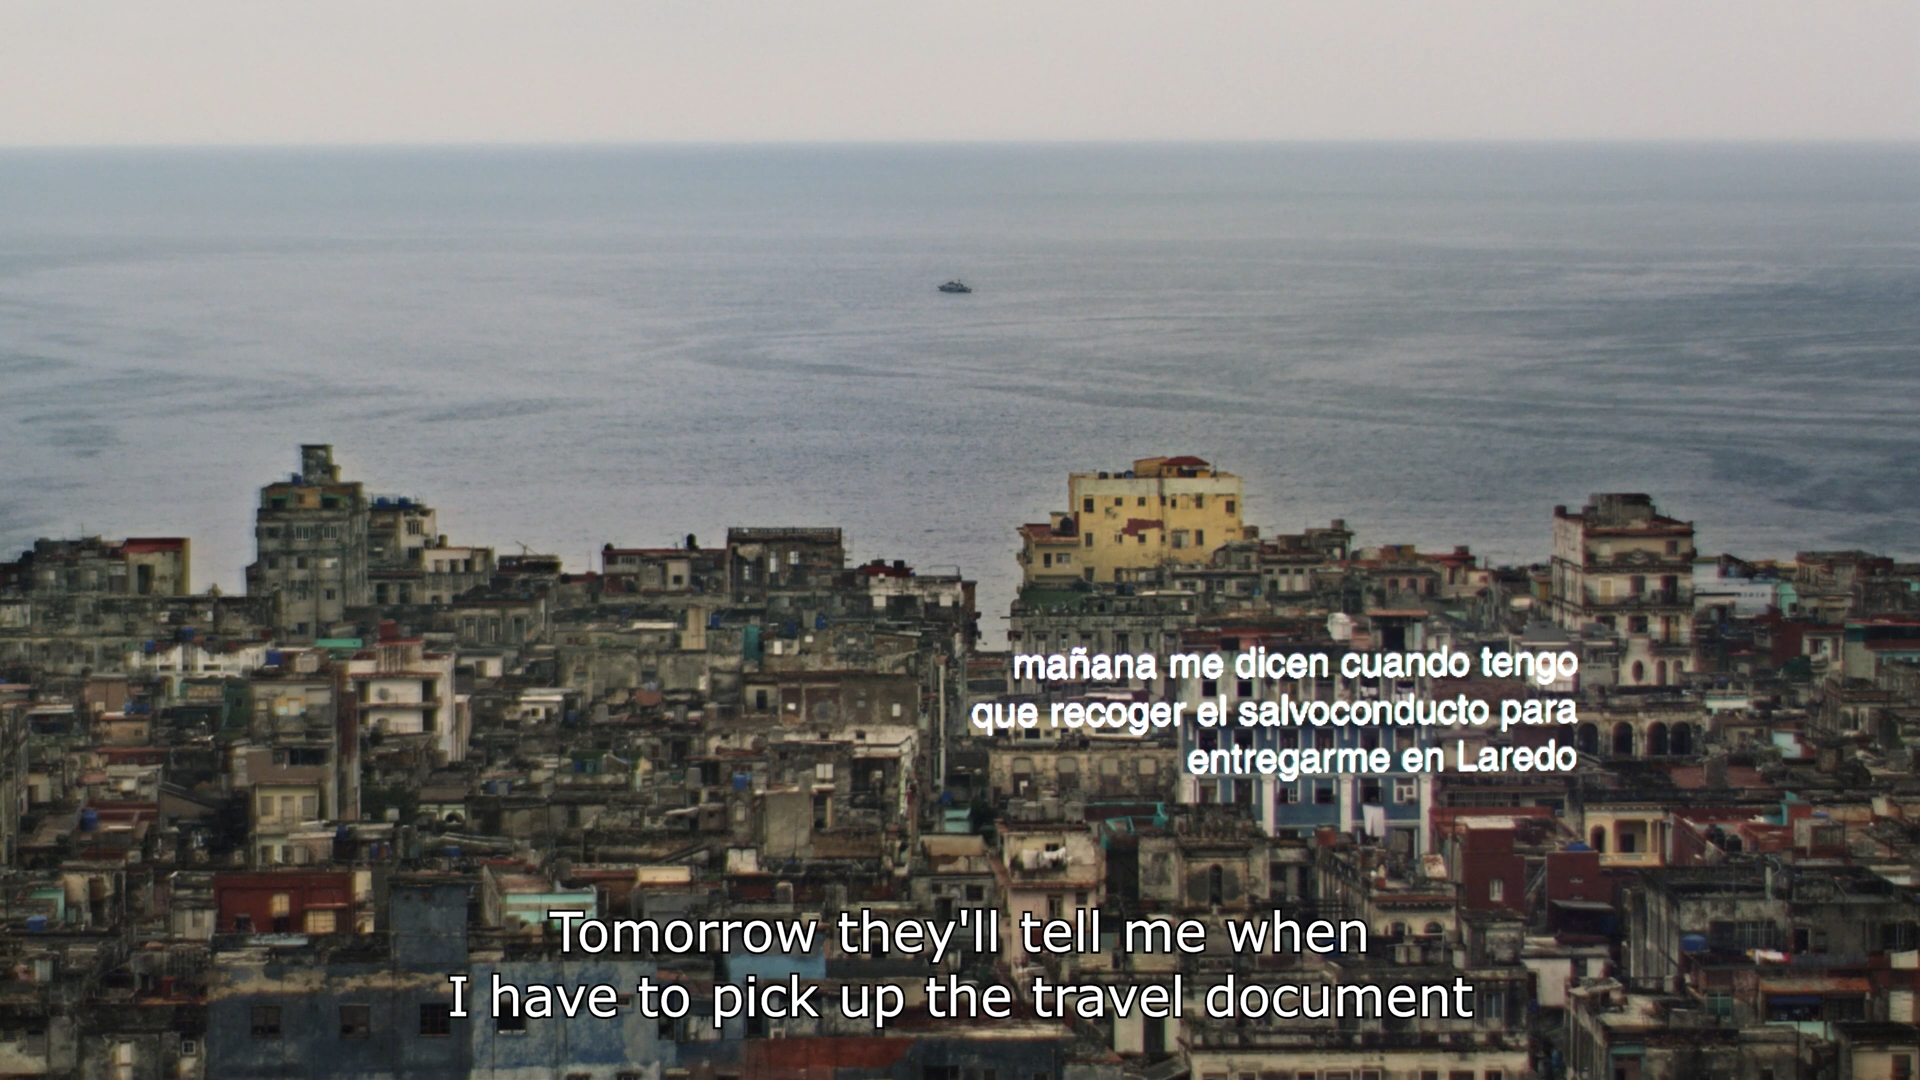 mañana me dicen cuando tengo
que recoger el salvoconducto para
entregarme en Laredo
Tomorrow they'll tell me when
I have to pick up the travel document